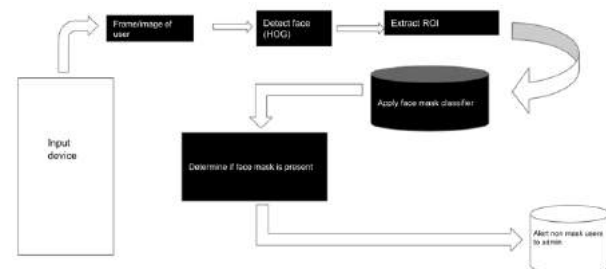 Frame/image of
user
Detect face
(HOG)
Extract ROI
Apply face mask classifier
Input
device
Determine if face mask is present
Alert non mask users
to admin